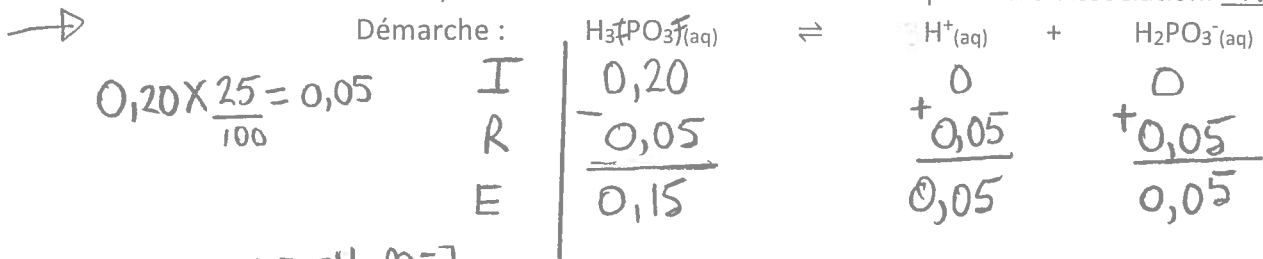 Démarche : H₃PO₃(aq) ⇌ H⁺(aq) + H₂PO₃⁻(aq)
0,20 × 25/100 = 0,05
I 0,20 0 0
R − 0,05 + 0,05 + 0,05
E 0,15 0,05 0,05